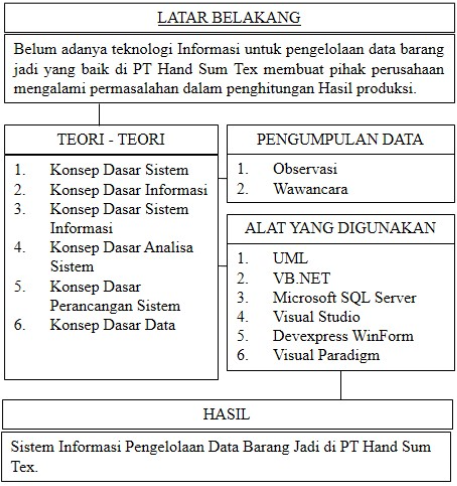 LATAR BELAKANG
Belum adanya teknologi Informasi untuk pengelolaan data barang
jadi yang baik di PT Hand Sum Tex membuat pihak perusahaan
mengalami permasalahan dalam penghitungan Hasil produksi.
TEORI - TEORI
1. Konsep Dasar Sistem
2. Konsep Dasar Informasi
3. Konsep Dasar Sistem
Informasi
4. Konsep Dasar Analisa
Sistem
5. Konsep Dasar
Perancangan Sistem
6. Konsep Dasar Data
PENGUMPULAN DATA
1. Observasi
2. Wawancara
ALAT YANG DIGUNAKAN
1. UML
2. VB.NET
3. Microsoft SQL Server
4. Visual Studio
5. Devexpress WinForm
6. Visual Paradigm
HASIL
Sistem Informasi Pengelolaan Data Barang Jadi di PT Hand Sum
Tex.